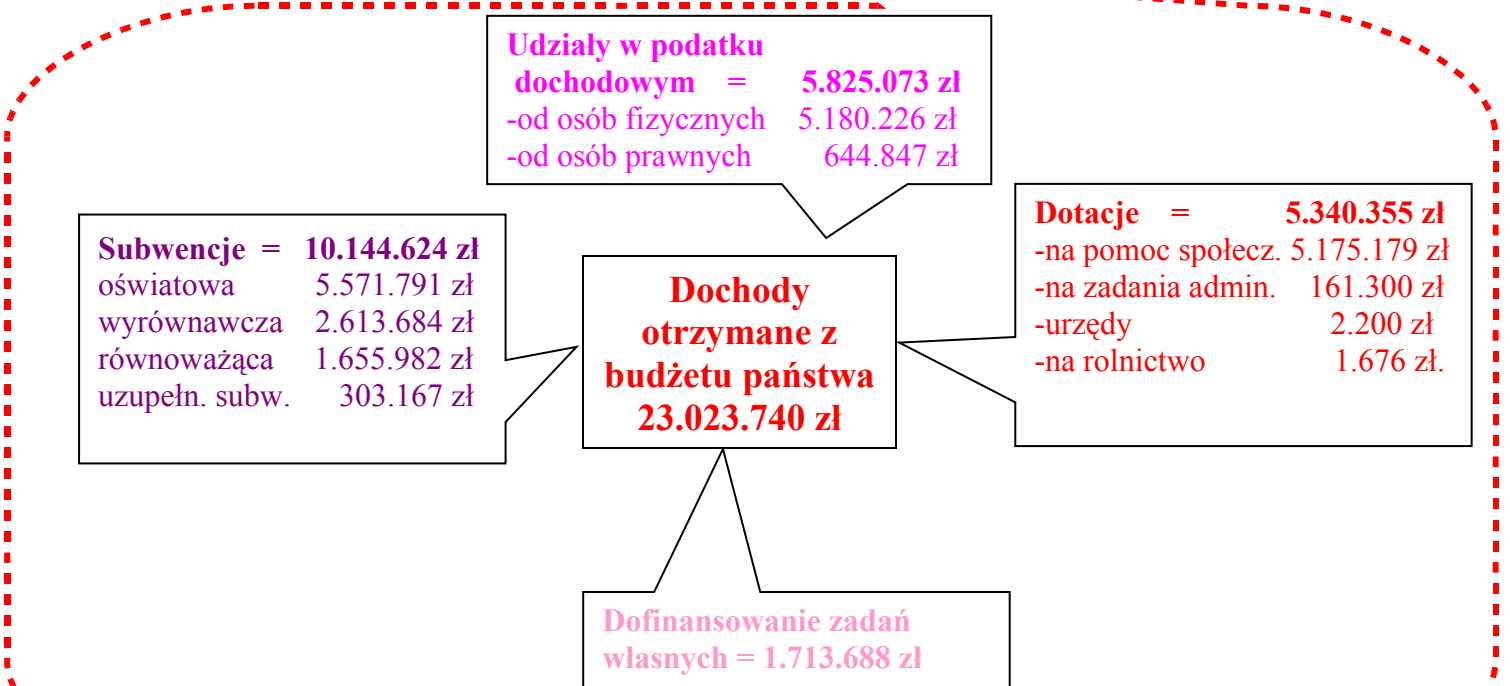 Udziały w podatku
dochodowym = 5.825.073 zł
-od osób fizycznych 5.180.226 zł
-od osób prawnych 644.847 zł
Subwencje = 10.144.624 zł
oświatowa 5.571.791 zł
wyrównawcza 2.613.684 zł
równoważąca 1.655.982 zł
uzupełn. subw. 303.167 zł
Dochody
otrzymane z
budżetu państwa
23.023.740 zł
Dotacje = 5.340.355 zł
-na pomoc społecz. 5.175.179 zł
-na zadania admin. 161.300 zł
-urzędy 2.200 zł
-na rolnictwo 1.676 zł.
Dofinansowanie zadań
własnych = 1.713.688 zł